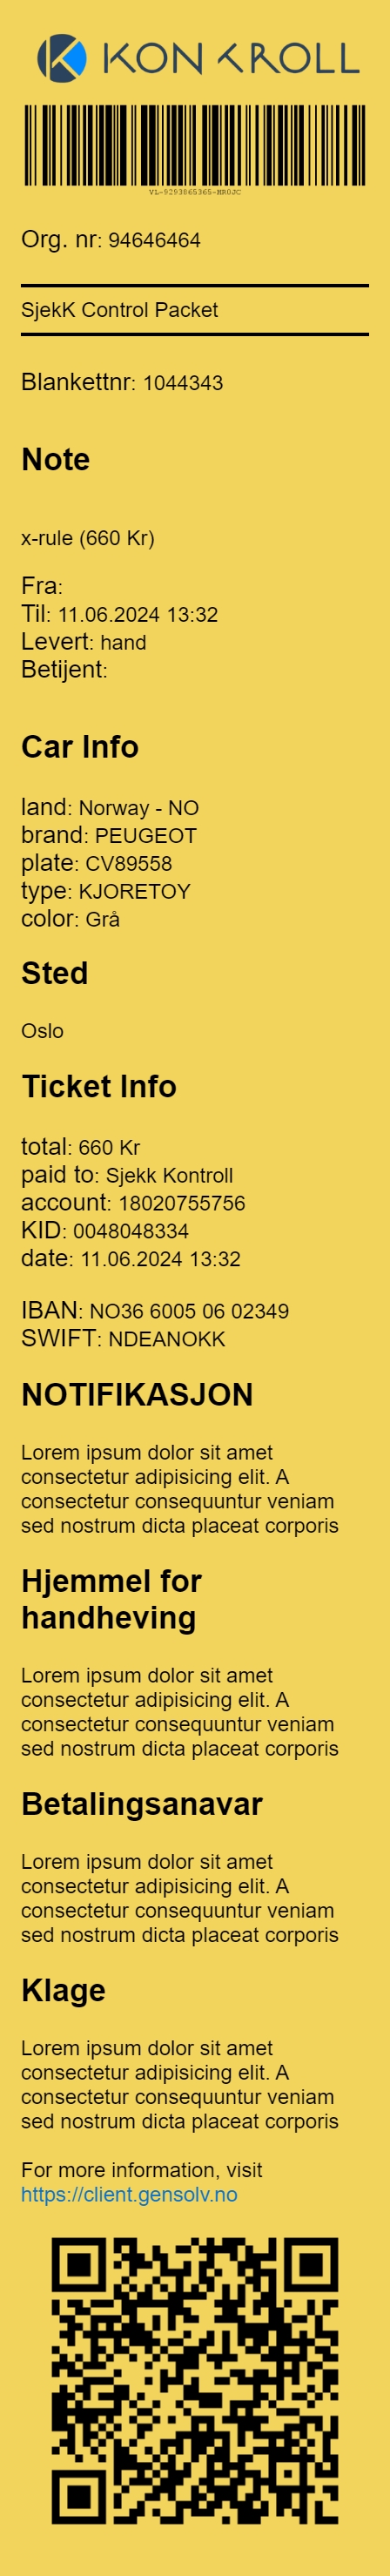 KONTROLL
VL-9293865365-HR0JC
Org. nr: 94646464
SjekK Control Packet
Blankettnr: 1044343
Note
x-rule (660 Kr)
Fra:
Til: 11.06.2024 13:32
Levert: hand
Betijent:
Car Info
land: Norway - NO
brand: PEUGEOT
plate: CV89558
type: KJORETOY
color: Grå
Sted
Oslo
Ticket Info
total: 660 Kr
paid to: Sjekk Kontroll
account: 18020755756
KID: 0048048334
date: 11.06.2024 13:32
IBAN: NO36 6005 06 02349
SWIFT: NDEANOKK
NOTIFIKASJON
Lorem ipsum dolor sit amet
consectetur adipisicing elit. A
consectetur consequuntur veniam
sed nostrum dicta placeat corporis
Hjemmel for
handheving
Lorem ipsum dolor sit amet
consectetur adipisicing elit. A
consectetur consequuntur veniam
sed nostrum dicta placeat corporis
Betalingsanavar
Lorem ipsum dolor sit amet
consectetur adipisicing elit. A
consectetur consequuntur veniam
sed nostrum dicta placeat corporis
Klage
Lorem ipsum dolor sit amet
consectetur adipisicing elit. A
consectetur consequuntur veniam
sed nostrum dicta placeat corporis
For more information, visit
https://client.gensolv.no